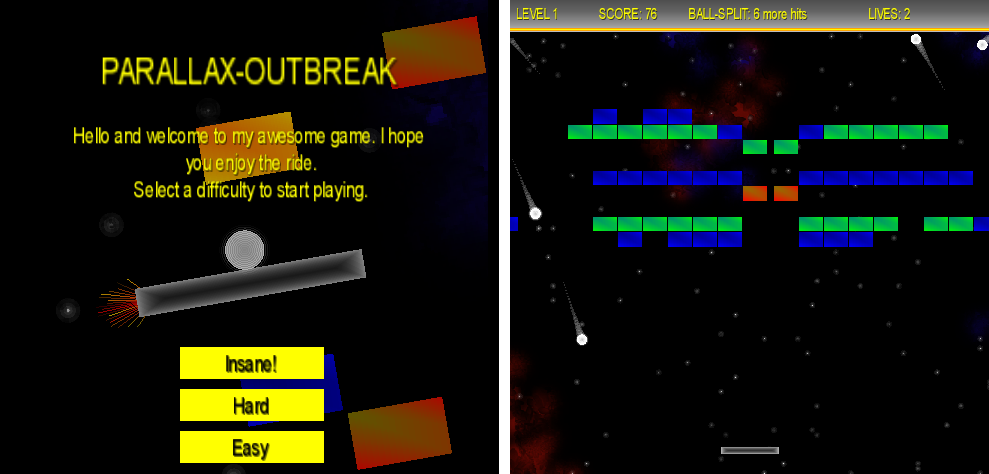 PARALLAX-OUTBREAK
Hello and welcome to my awesome game. I hope
you enjoy the ride.
Select a difficulty to start playing.
Insane!
Hard
Easy
LEVEL 1 SCORE: 76 BALL-SPLIT: 6 more hits LIVES: 2